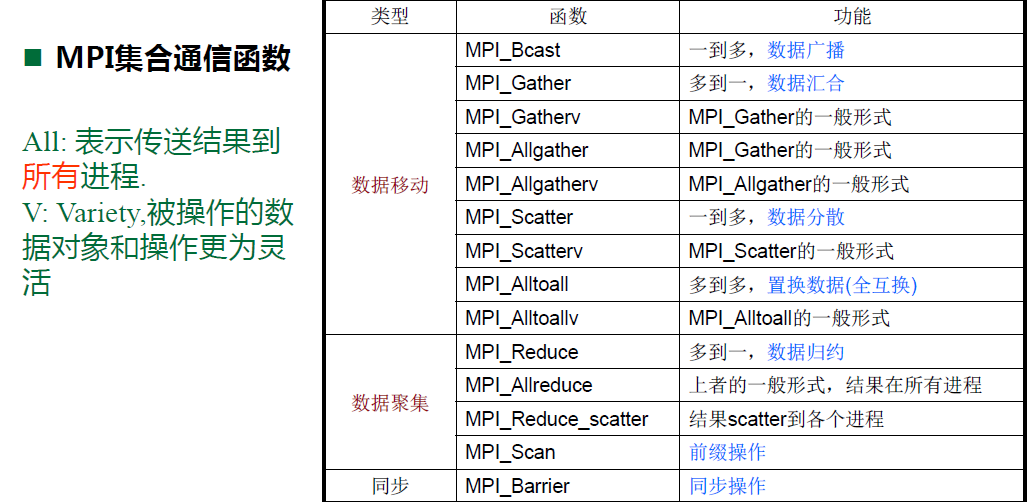 ■ MPI集合通信函数
All: 表示传送结果到
所有进程.
V: Variety,被操作的数
据对象和操作更为灵
活
类型 函数 功能
数据移动
MPI_Bcast 一到多，数据广播
MPI_Gather 多到一，数据汇合
MPI_Gatherv MPI_Gather的一般形式
MPI_Allgather MPI_Gather的一般形式
MPI_Allgatherv MPI_Allgather的一般形式
MPI_Scatter 一到多，数据分散
MPI_Scatterv MPI_Scatter的一般形式
MPI_Alltoall 多到多，置换数据(全互换)
MPI_Alltoallv MPI_Alltoall的一般形式
数据聚集
MPI_Reduce 多到一，数据归约
MPI_Allreduce 上者的一般形式，结果在所有进程
MPI_Reduce_scatter 结果scatter到各个进程
MPI_Scan 前缀操作
同步 MPI_Barrier 同步操作